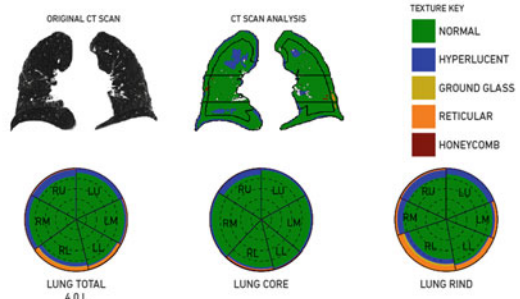 ORIGINAL CT SCAN
CT SCAN ANALYSIS
TEXTURE KEY
NORMAL
HYPERLUCENT
GROUND GLASS
RETICULAR
HONEYCOMB
RU LU
RM LM
RL LL
LUNG TOTAL
4.0 L
RU LU
RM LM
RL LL
LUNG CORE
RU LU
RM LM
RL LL
LUNG RIND